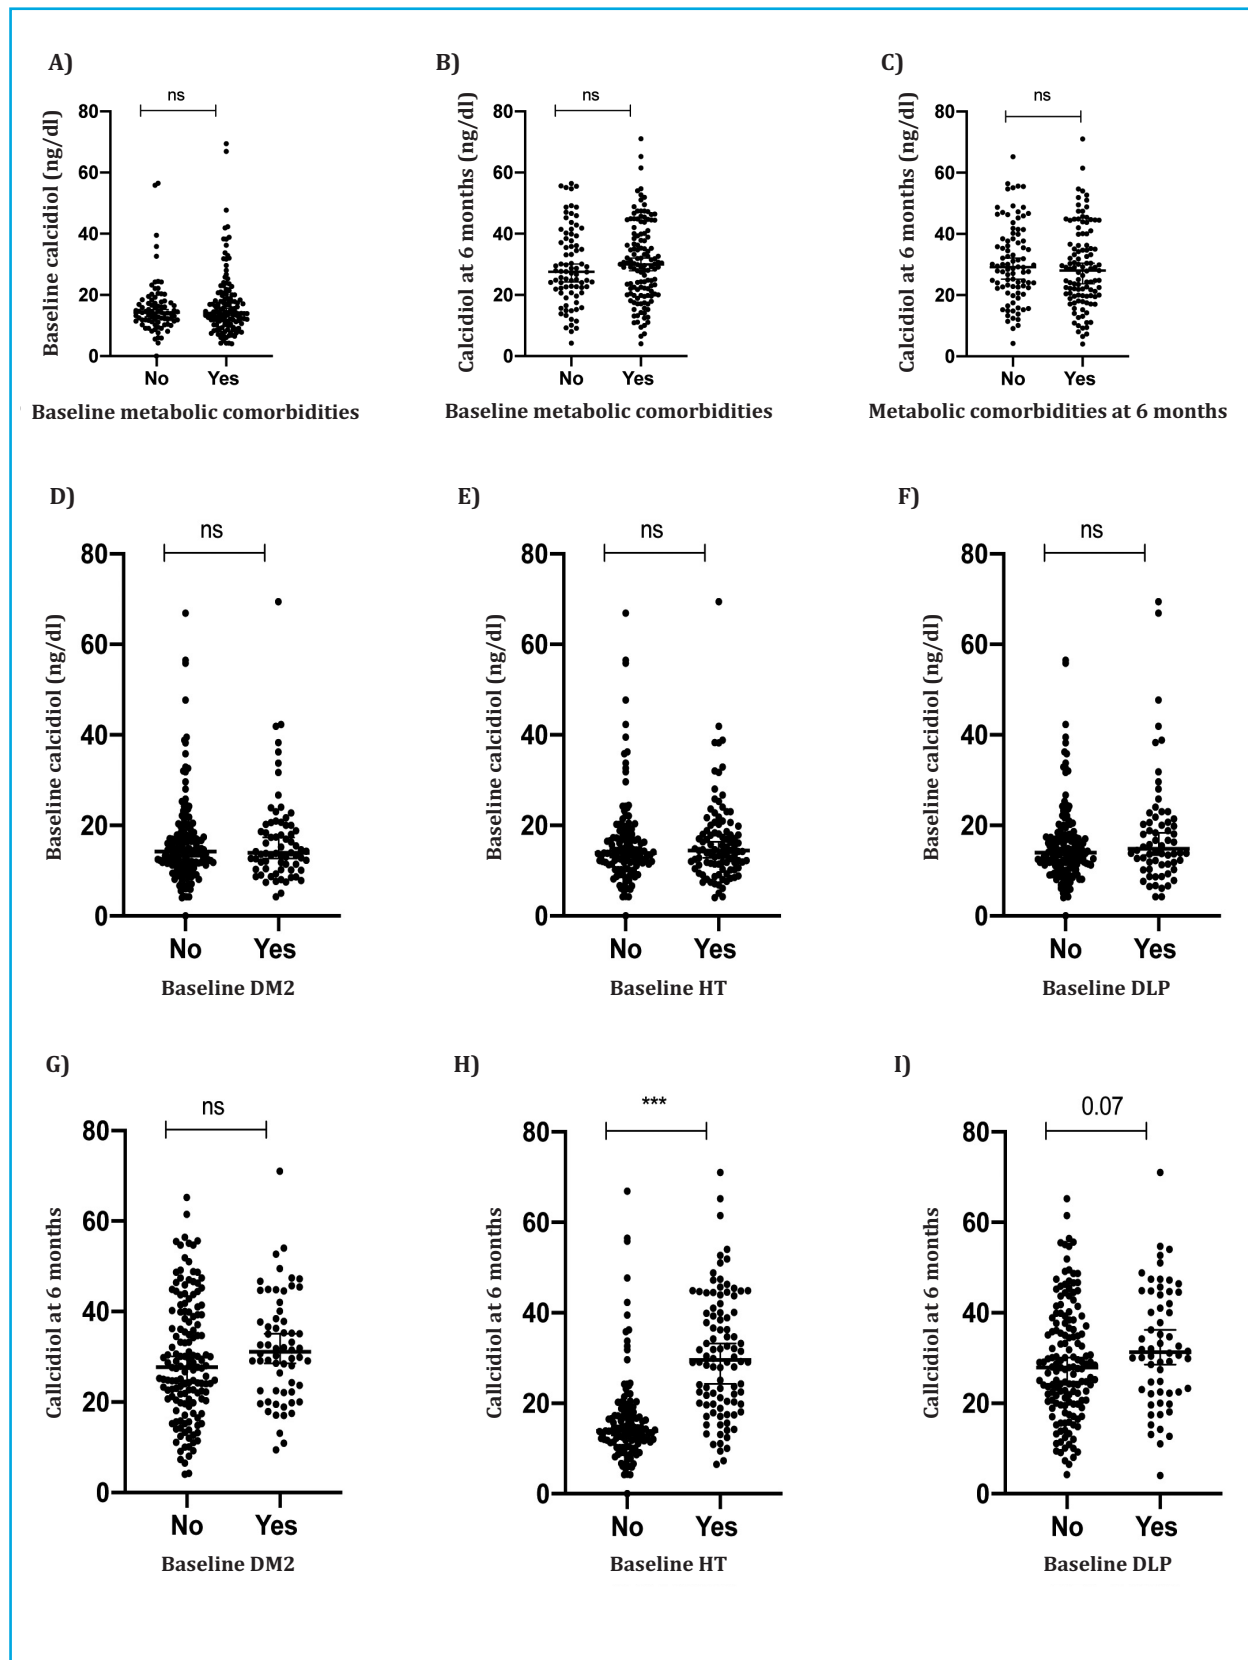 A)
ns
Baseline calcidiol (ng/dl)
80
60
40
20
0
No Yes
Baseline metabolic comorbidities
B)
ns
Calcidiol at 6 months (ng/dl)
80
60
40
20
0
No Yes
Baseline metabolic comorbidities
C)
ns
Calcidiol at 6 months (ng/dl)
80
60
40
20
0
No Yes
Metabolic comorbidities at 6 months
D)
ns
Baseline calcidiol (ng/dl)
80
60
40
20
0
No Yes
Baseline DM2
E)
ns
Baseline calcidiol (ng/dl)
80
60
40
20
0
No Yes
Baseline HT
F)
ns
Baseline calcidiol (ng/dl)
80
60
40
20
0
No Yes
Baseline DLP
G)
ns
Callcidiol at 6 months
80
60
40
20
0
No Yes
Baseline DM2
H)
***
Callcidiol at 6 months
80
60
40
20
0
No Yes
Baseline HT
I)
0.07
Callcidiol at 6 months
80
60
40
20
0
No Yes
Baseline DLP